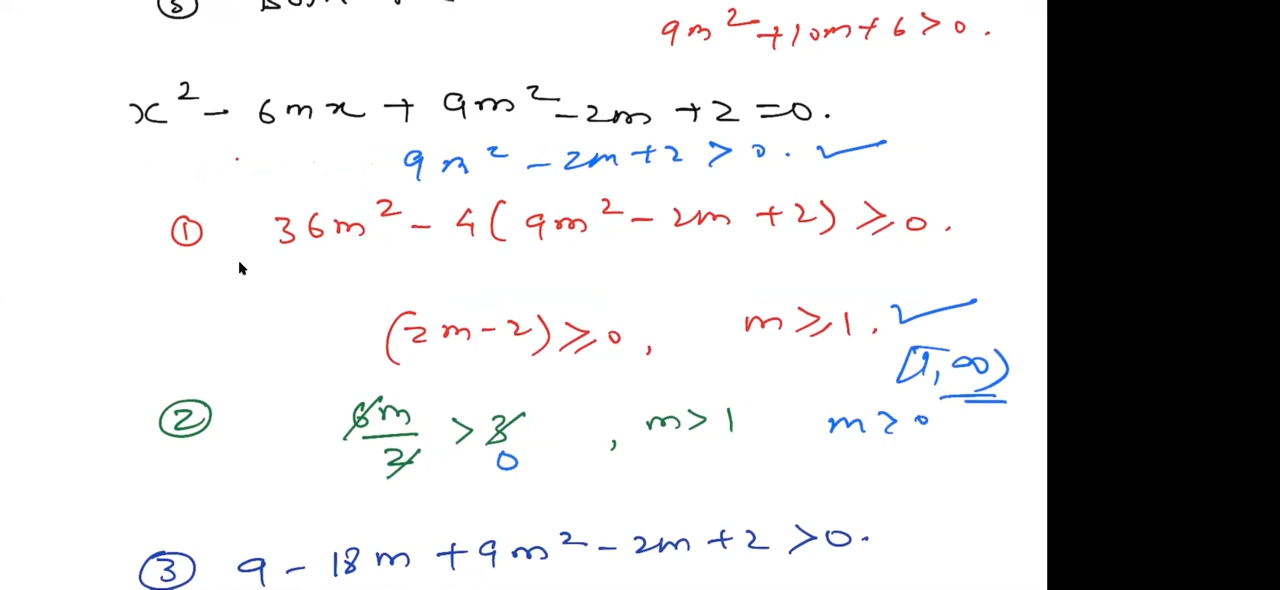 ③
9m²+10m+6>0.
x²-6mx+9m²-2m+2=0.
9m²-2m+2>0. ✓
① 36m²-4(9m²-2m+2)≥0.
(2m-2)≥0, m≥1. ✓
[1,∞)
② 6m/2 > 3 , m>1 m>0
0
③ 9-18m+9m²-2m+2>0.